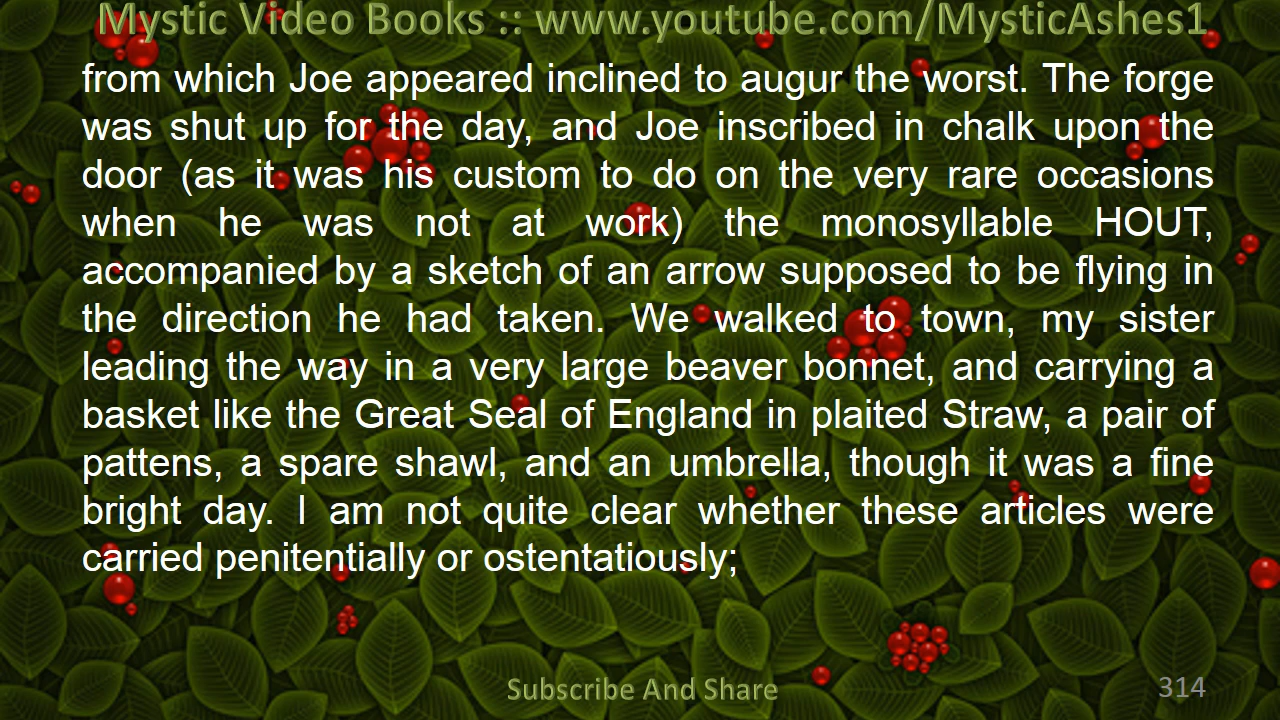 Mystic Video Books :: www.youtube.com/MysticAshes1
from which Joe appeared inclined to augur the worst. The forge
was shut up for the day, and Joe inscribed in chalk upon the
door (as it was his custom to do on the very rare occasions
when he was not at work) the monosyllable HOUT,
accompanied by a sketch of an arrow supposed to be flying in
the direction he had taken. We walked to town, my sister
leading the way in a very large beaver bonnet, and carrying a
basket like the Great Seal of England in plaited Straw, a pair of
pattens, a spare shawl, and an umbrella, though it was a fine
bright day. I am not quite clear whether these articles were
carried penitentially or ostentatiously;
Subscribe And Share
314